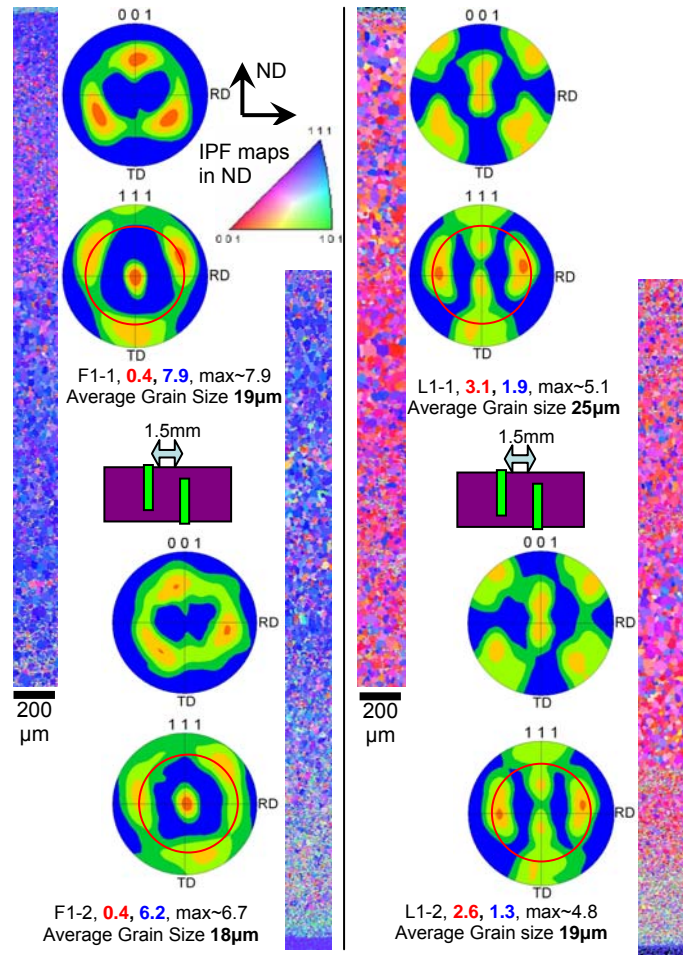 0 0 1
ND
RD
TD
IPF maps
in ND
1 1 1
0 0 1
1 0 1
1 1 1
RD
TD
F1-1, 0.4, 7.9, max~7.9
Average Grain Size 19µm
1.5mm
0 0 1
RD
TD
200
µm
1 1 1
RD
TD
F1-2, 0.4, 6.2, max~6.7
Average Grain Size 18µm
0 0 1
RD
TD
1 1 1
RD
TD
L1-1, 3.1, 1.9, max~5.1
Average Grain size 25µm
1.5mm
0 0 1
RD
TD
200
µm
1 1 1
RD
TD
L1-2, 2.6, 1.3, max~4.8
Average Grain size 19µm